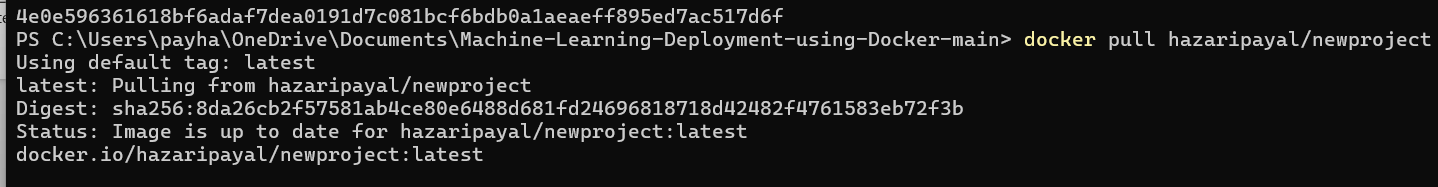 4e0e596361618bf6adaf7dea0191d7c081bcf6bdb0a1aeaeff895ed7ac517d6f
PS C:\Users\payha\OneDrive\Documents\Machine-Learning-Deployment-using-Docker-main> docker pull hazaripayal/newproject
Using default tag: latest
latest: Pulling from hazaripayal/newproject
Digest: sha256:8da26cb2f57581ab4ce80e6488d681fd24696818718d42482f4761583eb72f3b
Status: Image is up to date for hazaripayal/newproject:latest
docker.io/hazaripayal/newproject:latest